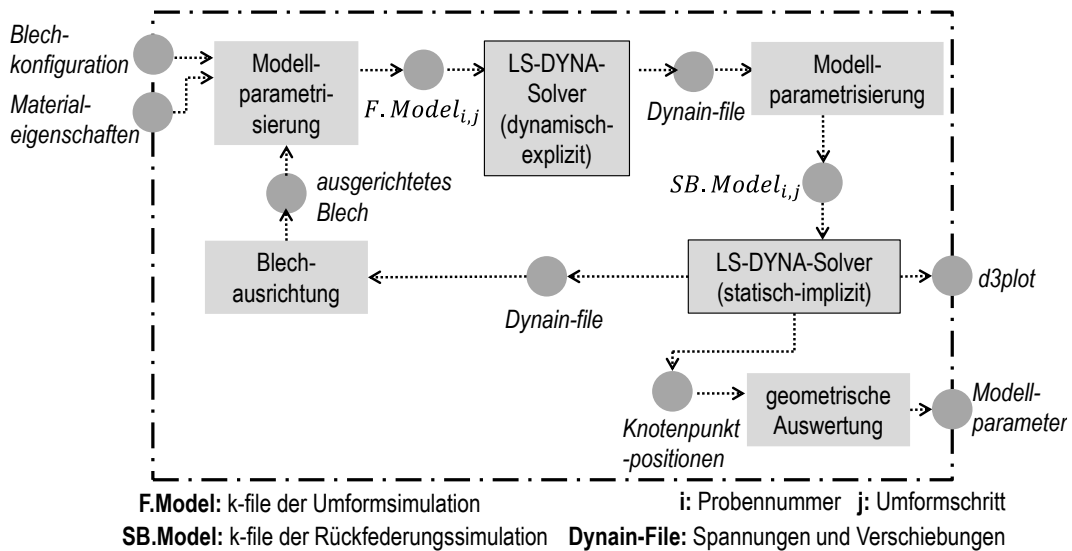 Blech-
konfiguration
Material-
eigenschaften
Modell-
parametri-
sierung
F.Model_{i,j}
LS-DYNA-
Solver
(dynamisch-
explizit)
Dynain-file
Modell-
parametrisierung
SB.Model_{i,j}
ausgerichtetes
Blech
Blech-
ausrichtung
Dynain-file
LS-DYNA-Solver
(statisch-implizit)
d3plot
Knotenpunkt
-positionen
geometrische
Auswertung
Modell-
parameter
F.Model: k-file der Umformsimulation i: Probennummer j: Umformschritt
SB.Model: k-file der Rückfederungssimulation Dynain-File: Spannungen und Verschiebungen